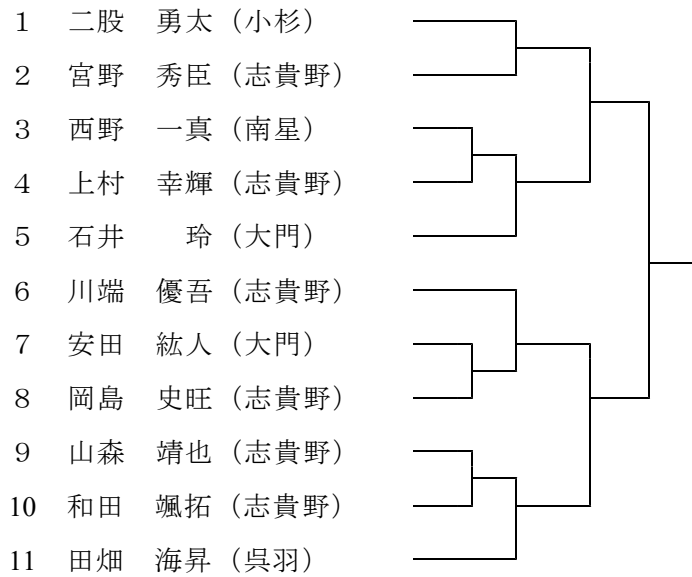 1 二股 勇太（小杉）
2 宮野 秀臣（志貴野）
3 西野 一真（南星）
4 上村 幸輝（志貴野）
5 石井 玲（大門）
6 川端 優吾（志貴野）
7 安田 紘人（大門）
8 岡島 史旺（志貴野）
9 山森 靖也（志貴野）
10 和田 颯拓（志貴野）
11 田畑 海昇（呉羽）